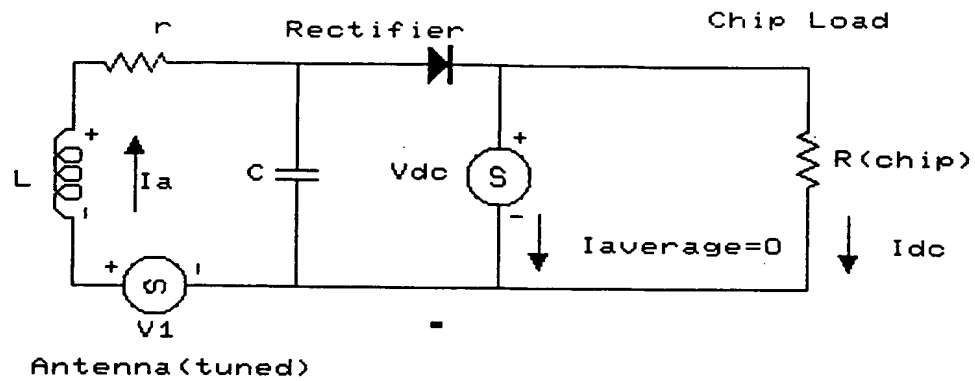 r
Rectifier
Chip Load
+
L
Ia
-
C
Vdc
+
S
-
R(chip)
Iaverage=0
Idc
+
S
-
V1
-
Antenna(tuned)